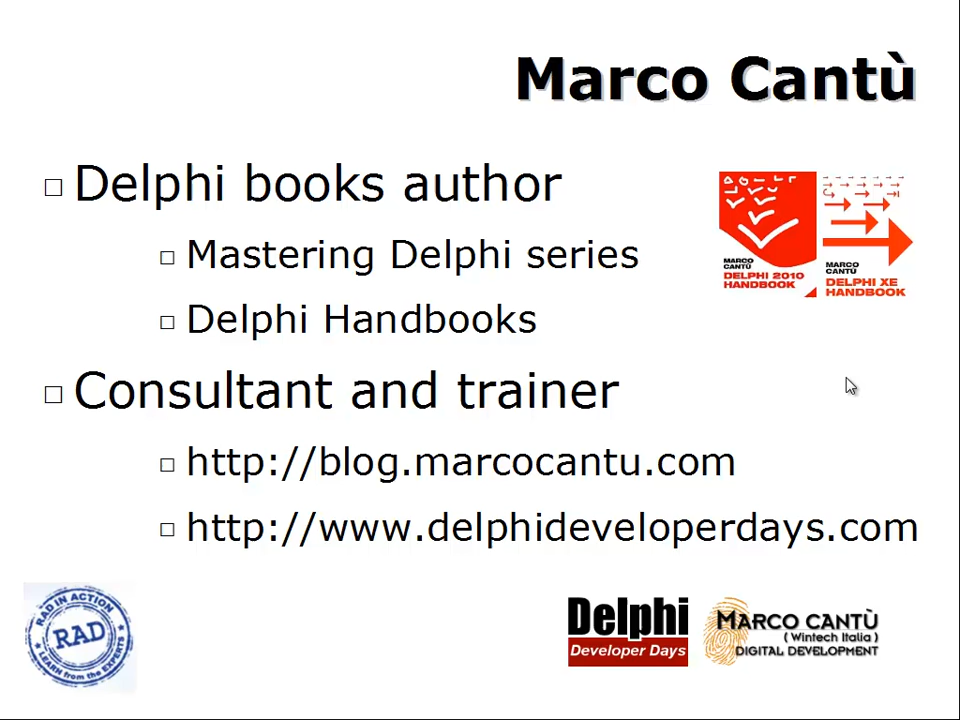 Marco Cantù
Delphi books author
Mastering Delphi series
Delphi Handbooks
MARCO
CANTÙ
DELPHI 2010
HANDBOOK
MARCO
CANTÙ
DELPHI XE
HANDBOOK
Consultant and trainer
http://blog.marcocantu.com
http://www.delphideveloperdays.com
RAD IN ACTION
RAD
LEARN from the EXPERTS
Delphi
Developer Days
MARCO CANTÙ
( Wintech Italia )
DIGITAL DEVELOPMENT